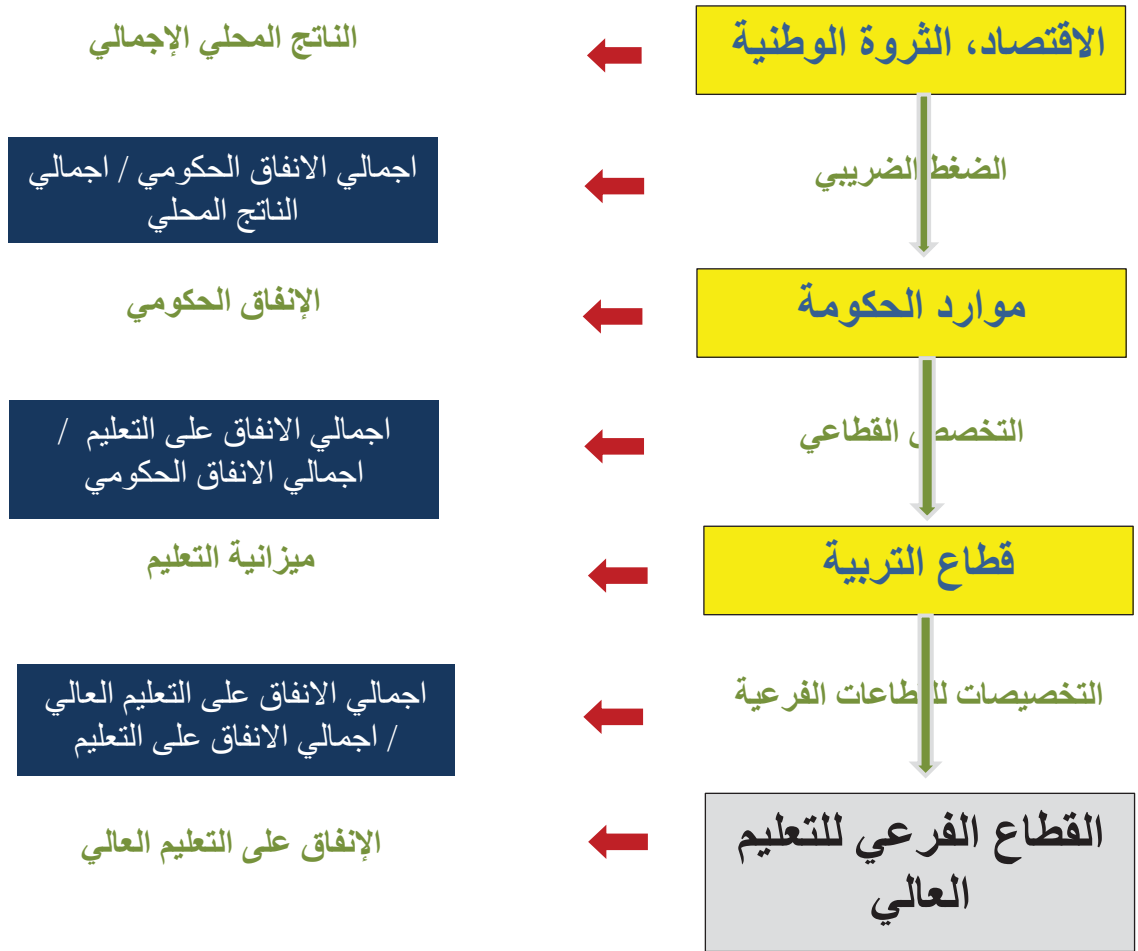 الاقتصاد، الثروة الوطنية
الناتج المحلي الإجمالي
الضغط الضريبي
اجمالي الانفاق الحكومي / اجمالي
الناتج المحلي
موارد الحكومة
الإنفاق الحكومي
التخصص القطاعي
اجمالي الانفاق على التعليم /
اجمالي الانفاق الحكومي
قطاع التربية
ميزانية التعليم
التخصيصات للقطاعات الفرعية
اجمالي الانفاق على التعليم العالي
/ اجمالي الانفاق على التعليم
القطاع الفرعي للتعليم
العالي
الإنفاق على التعليم العالي